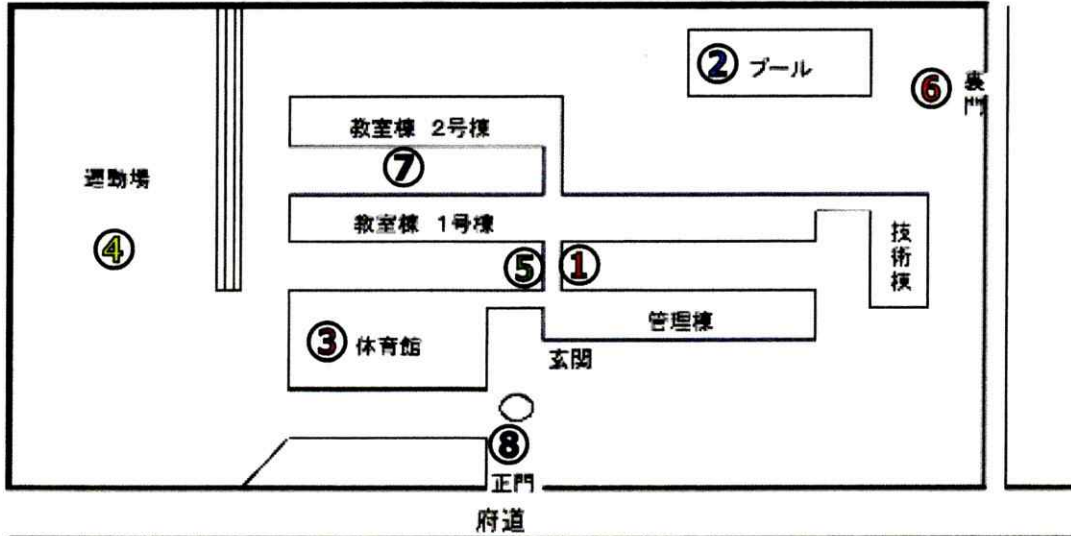 ② プール
⑥ 裏門
教室棟 2号棟
⑦
運動場
教室棟 1号棟
④
技術棟
⑤ ①
管理棟
③ 体育館
玄関
⑧
正門
府道